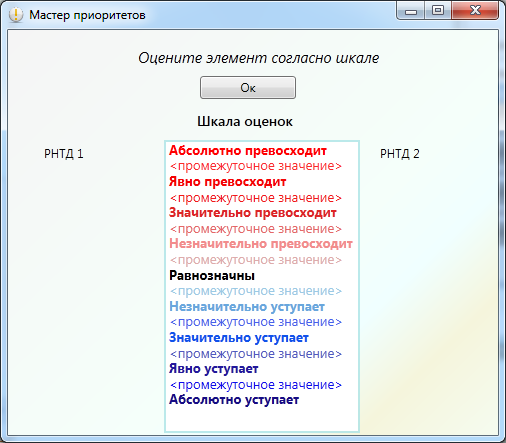 Мастер приоритетов
Оцените элемент согласно шкале
Ок
Шкала оценок
РНТД 1
РНТД 2
Абсолютно превосходит
<промежуточное значение>
Явно превосходит
<промежуточное значение>
Значительно превосходит
<промежуточное значение>
Незначительно превосходит
<промежуточное значение>
Равнозначны
<промежуточное значение>
Незначительно уступает
<промежуточное значение>
Значительно уступает
<промежуточное значение>
Явно уступает
<промежуточное значение>
Абсолютно уступает